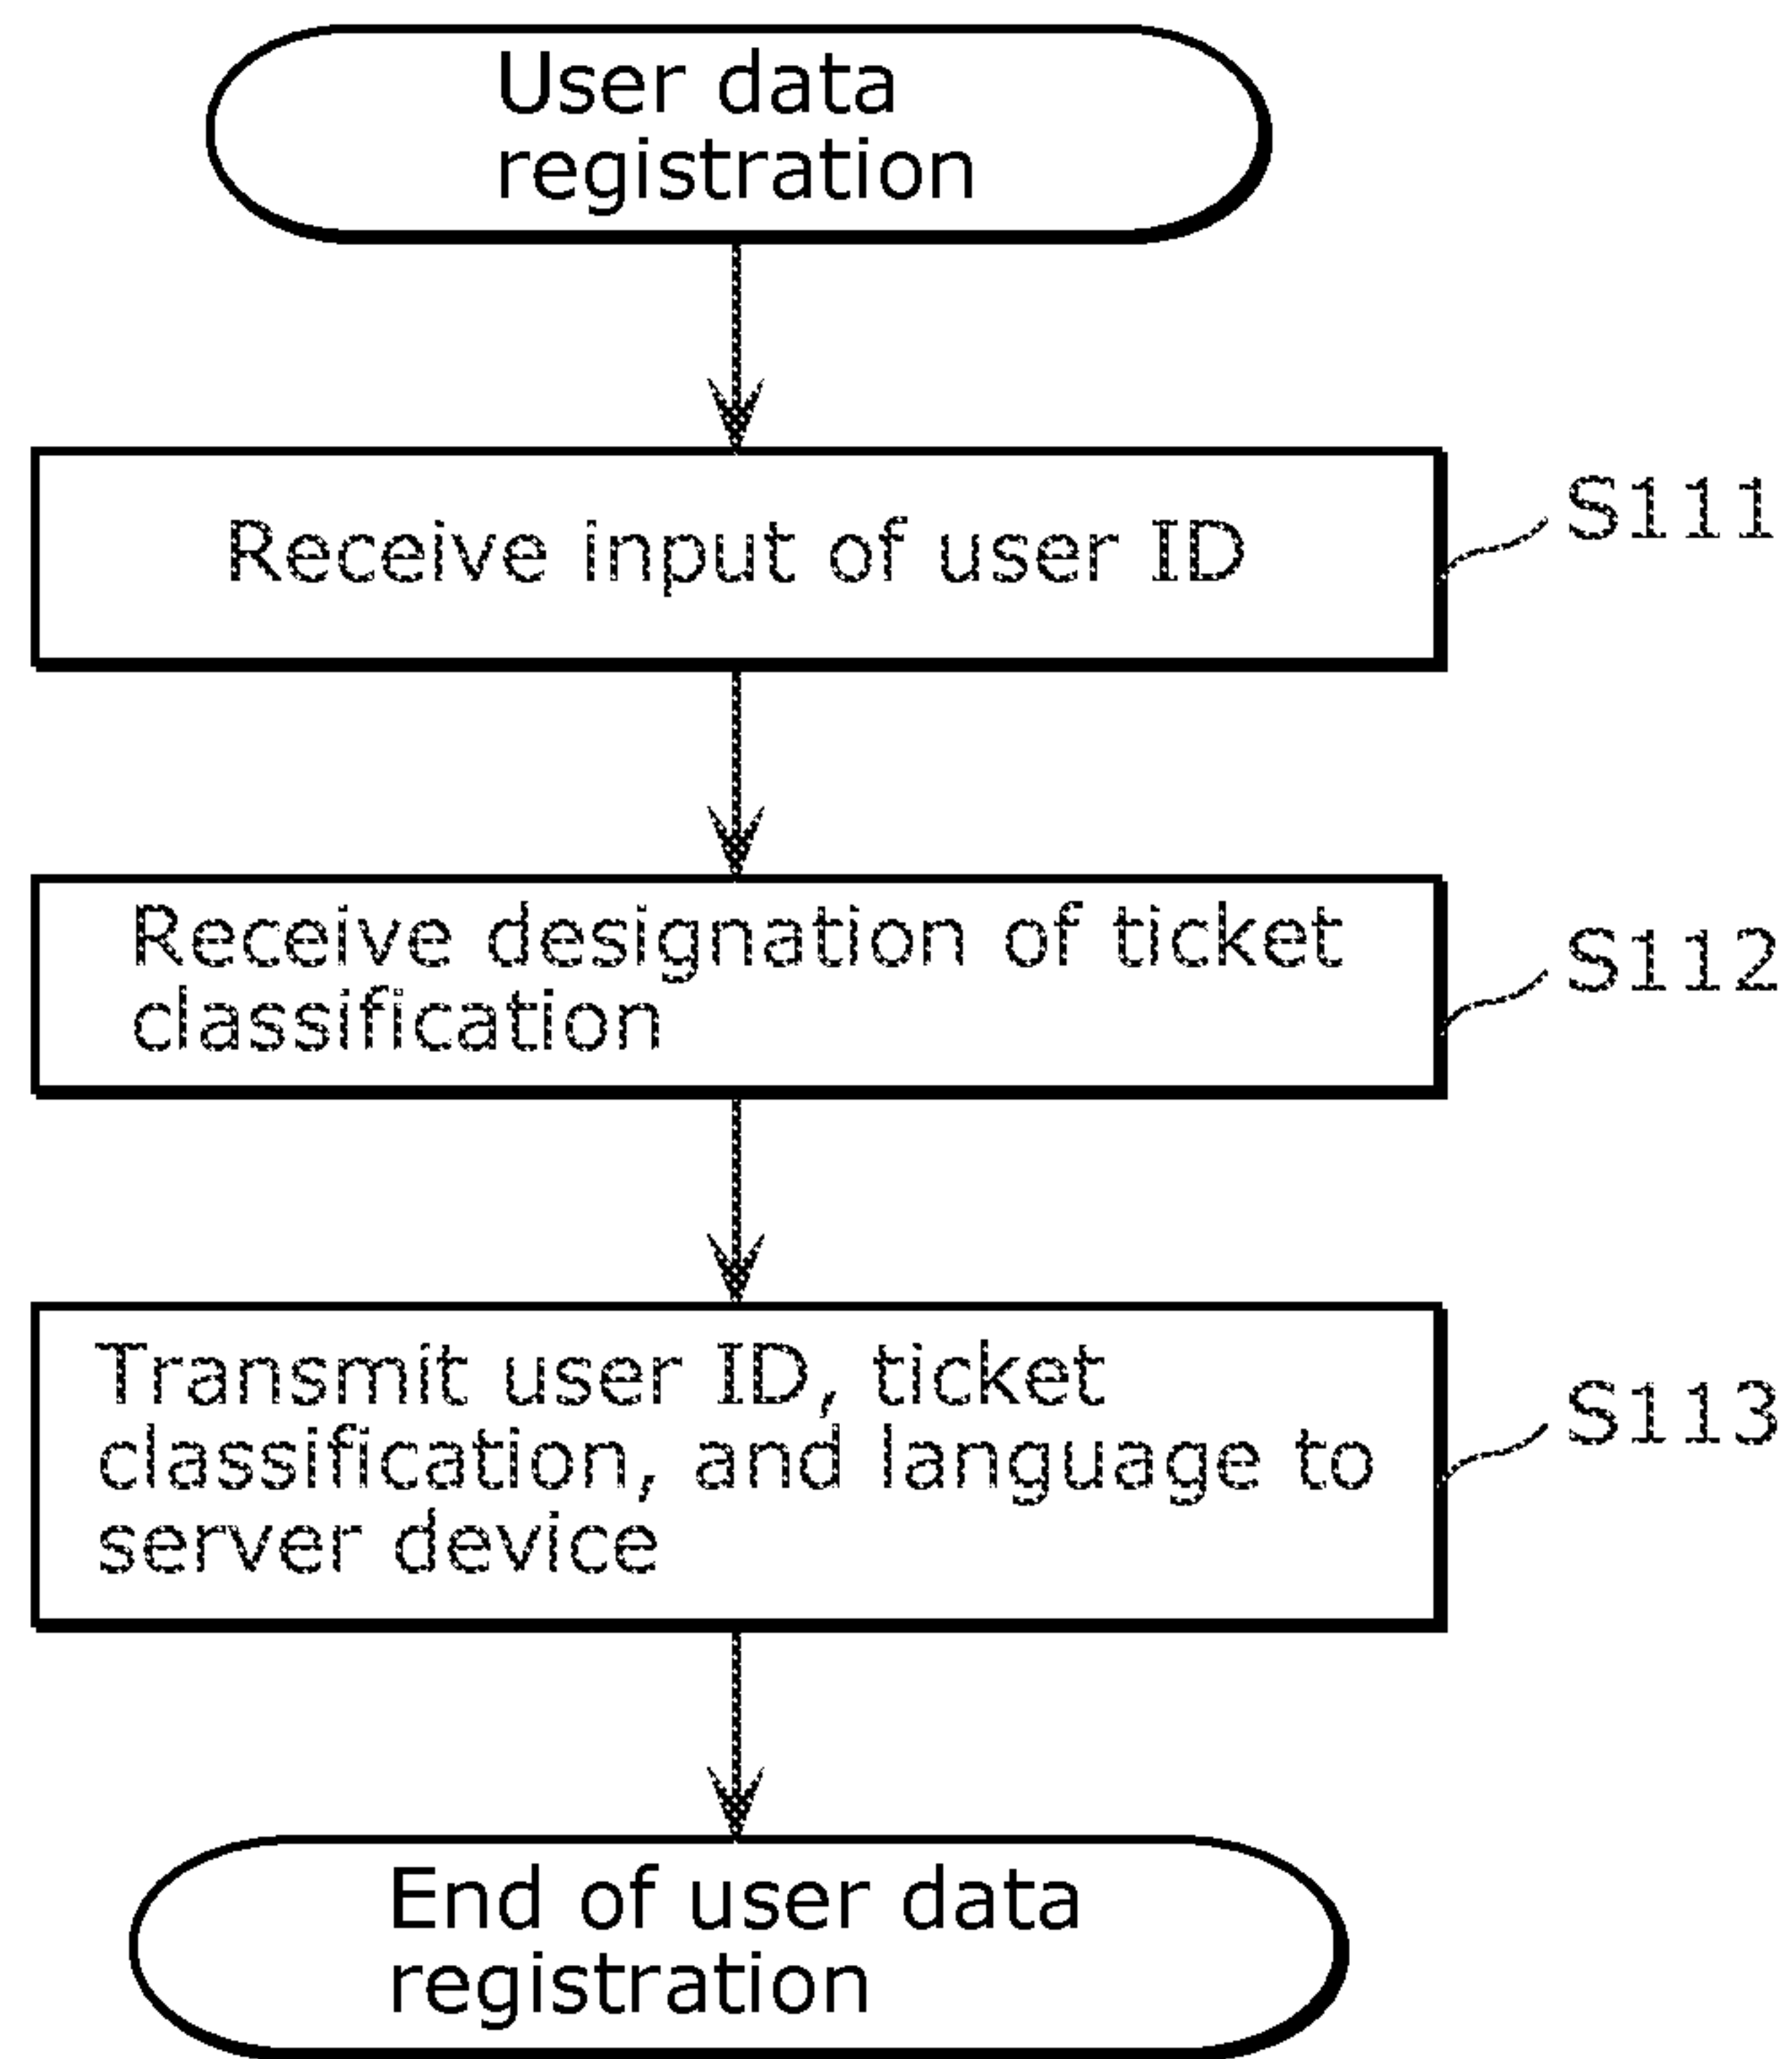 User data
registration
Receive input of user ID
S111
Receive designation of ticket
classification
S112
Transmit user ID, ticket
classification, and language to
server device
S113
End of user data
registration